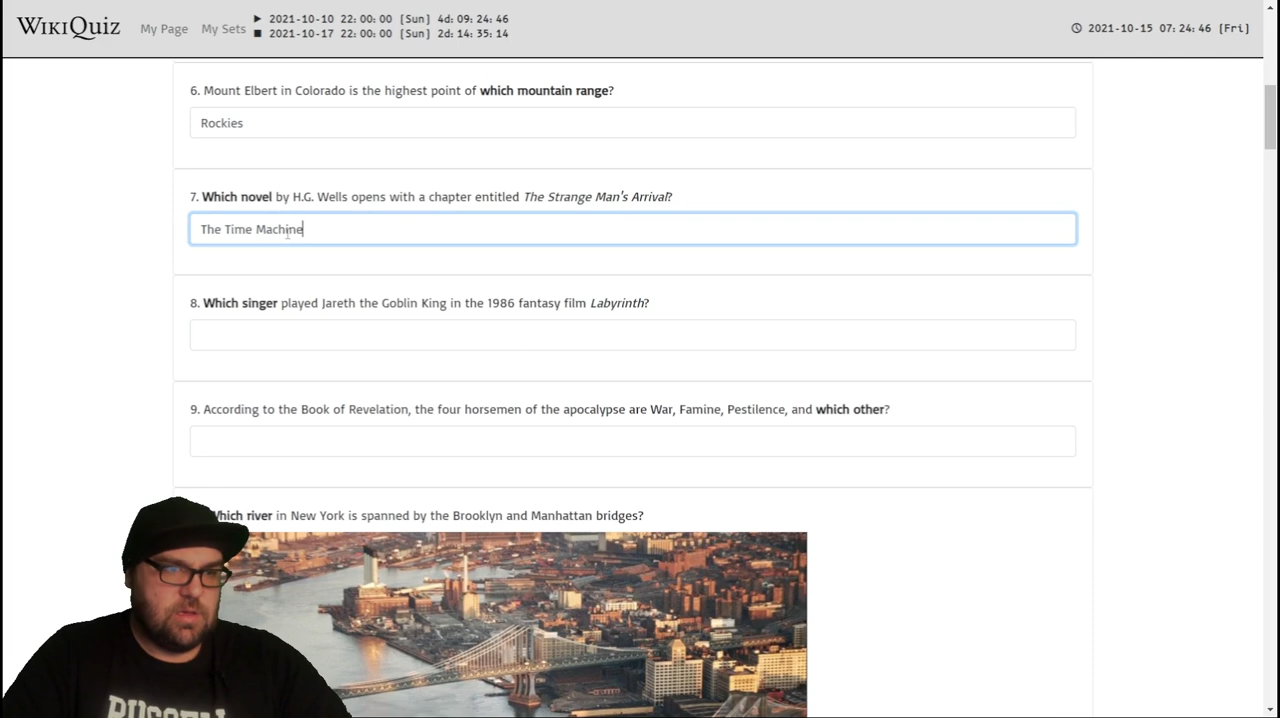 WikiQuiz
My Page
My Sets
▶ 2021-10-10 22:00:00 [Sun] 4d:09:24:46
■ 2021-10-17 22:00:00 [Sun] 2d:14:35:14
2021-10-15 07:24:46 [Fri]
6. Mount Elbert in Colorado is the highest point of which mountain range?
Rockies
7. Which novel by H.G. Wells opens with a chapter entitled The Strange Man's Arrival?
The Time Machine
8. Which singer played Jareth the Goblin King in the 1986 fantasy film Labyrinth?
9. According to the Book of Revelation, the four horsemen of the apocalypse are War, Famine, Pestilence, and which other?
Which river in New York is spanned by the Brooklyn and Manhattan bridges?